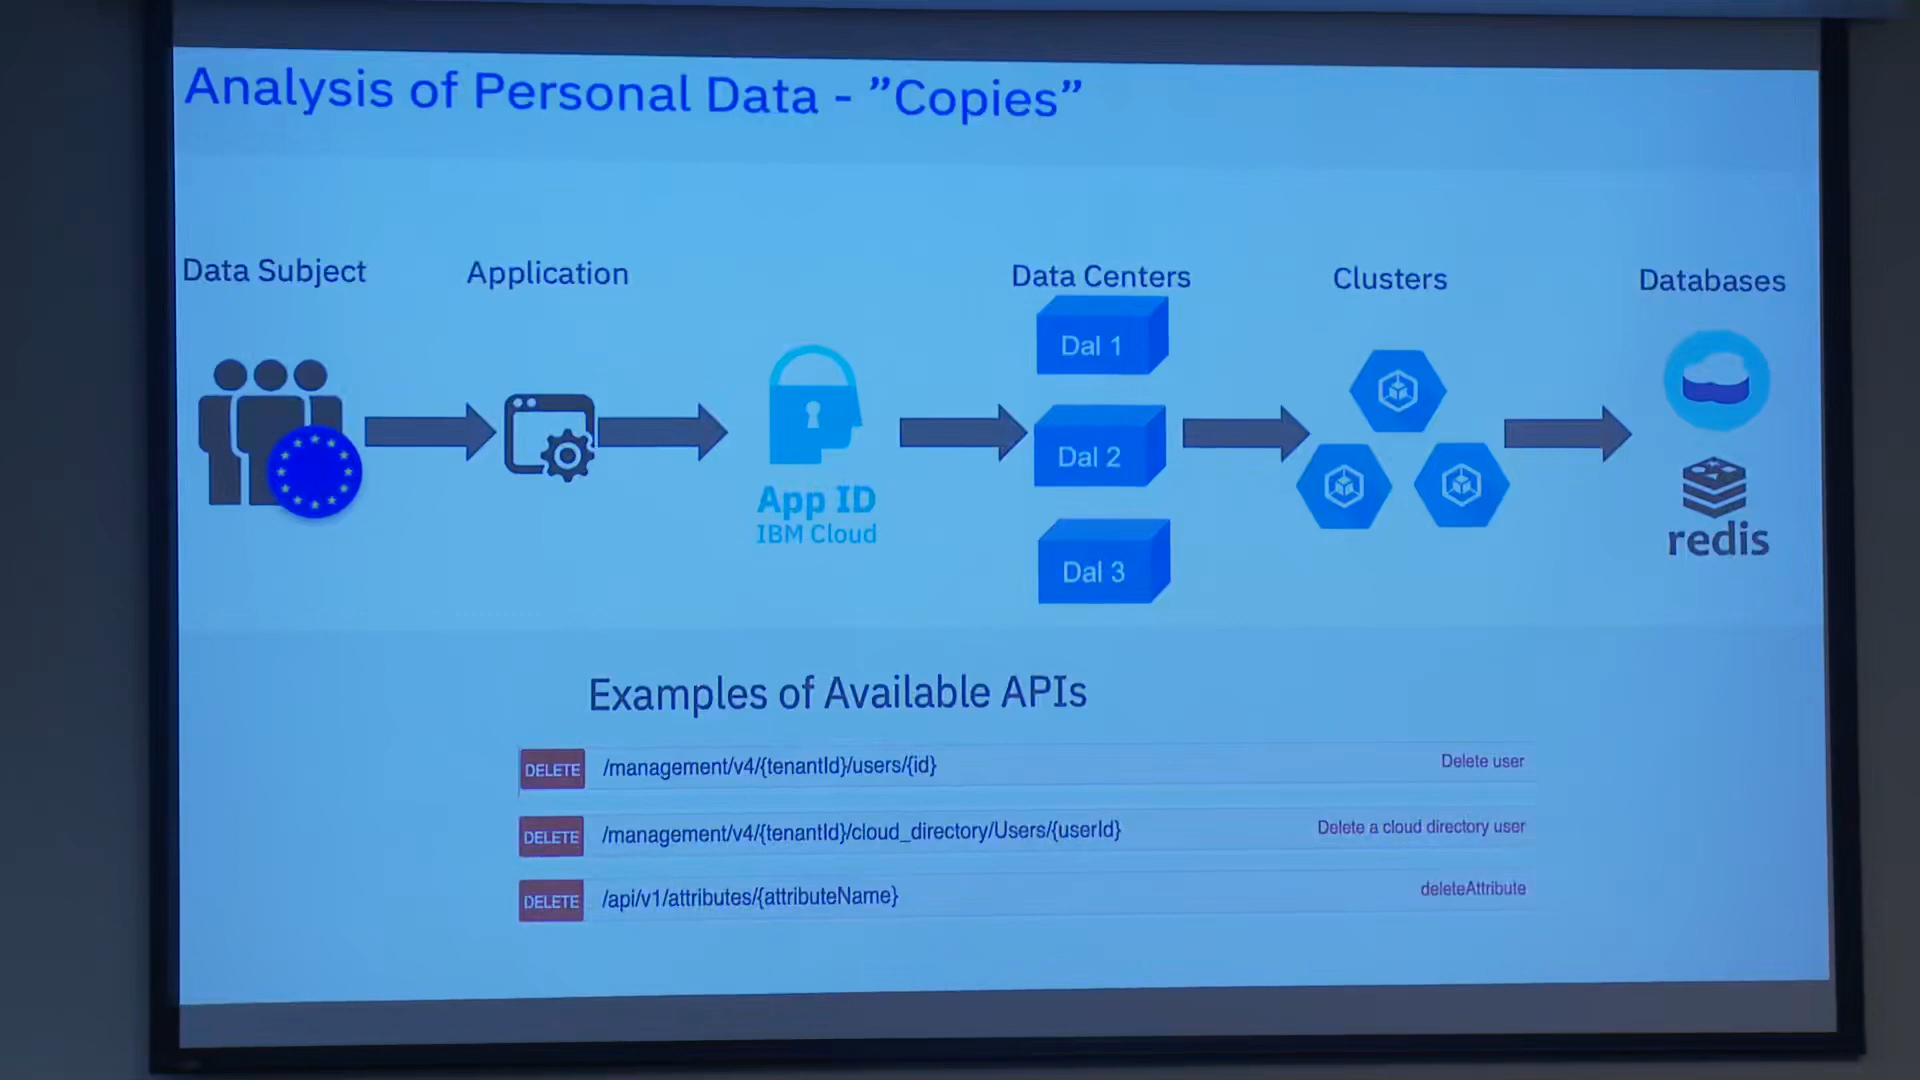 Analysis of Personal Data - ”Copies”
Data Subject
Application
Data Centers
Clusters
Databases
Dal 1
Dal 2
Dal 3
App ID
IBM Cloud
redis
Examples of Available APIs
DELETE /management/v4/{tenantId}/users/{id} Delete user
DELETE /management/v4/{tenantId}/cloud_directory/Users/{userId} Delete a cloud directory user
DELETE /api/v1/attributes/{attributeName} deleteAttribute